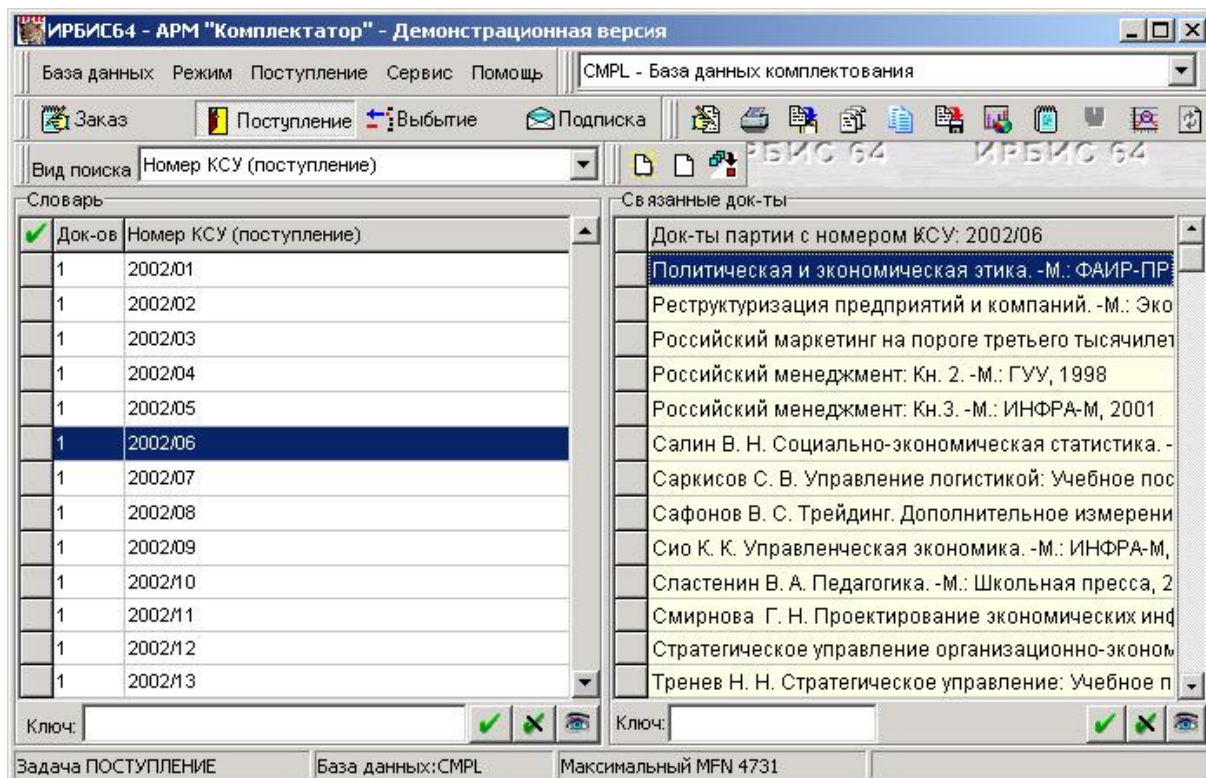 ИРБИС64 - АРМ "Комплектатор" - Демонстрационная версия
База данных Режим Поступление Сервис Помощь CMPL - База данных комплектования
Заказ Поступление Выбытие Подписка
Вид поиска Номер КСУ (поступление) ИРБИС 64 ИРБИС 64
Словарь
Док-ов Номер КСУ (поступление)
1 2002/01
1 2002/02
1 2002/03
1 2002/04
1 2002/05
1 2002/06
1 2002/07
1 2002/08
1 2002/09
1 2002/10
1 2002/11
1 2002/12
1 2002/13
Ключ:
Связанные док-ты
Док-ты партии с номером КСУ: 2002/06
Политическая и экономическая этика. -М.: ФАИР-ПР
Реструктуризация предприятий и компаний. -М.: Эко
Российский маркетинг на пороге третьего тысячилет
Российский менеджмент: Кн. 2. -М.: ГУУ, 1998
Российский менеджмент: Кн.3. -М.: ИНФРА-М, 2001
Салин В. Н. Социально-экономическая статистика. -
Саркисов С. В. Управление логистикой: Учебное пос
Сафонов В. С. Трейдинг. Дополнительное измерени
Сио К. К. Управленческая экономика. -М.: ИНФРА-М,
Сластенин В. А. Педагогика. -М.: Школьная пресса, 2
Смирнова Г. Н. Проектирование экономических инф
Стратегическое управление организационно-эконом
Тренев Н. Н. Стратегическое управление: Учебное п
Ключ:
Задача ПОСТУПЛЕНИЕ База данных:CMPL Максимальный MFN 4731